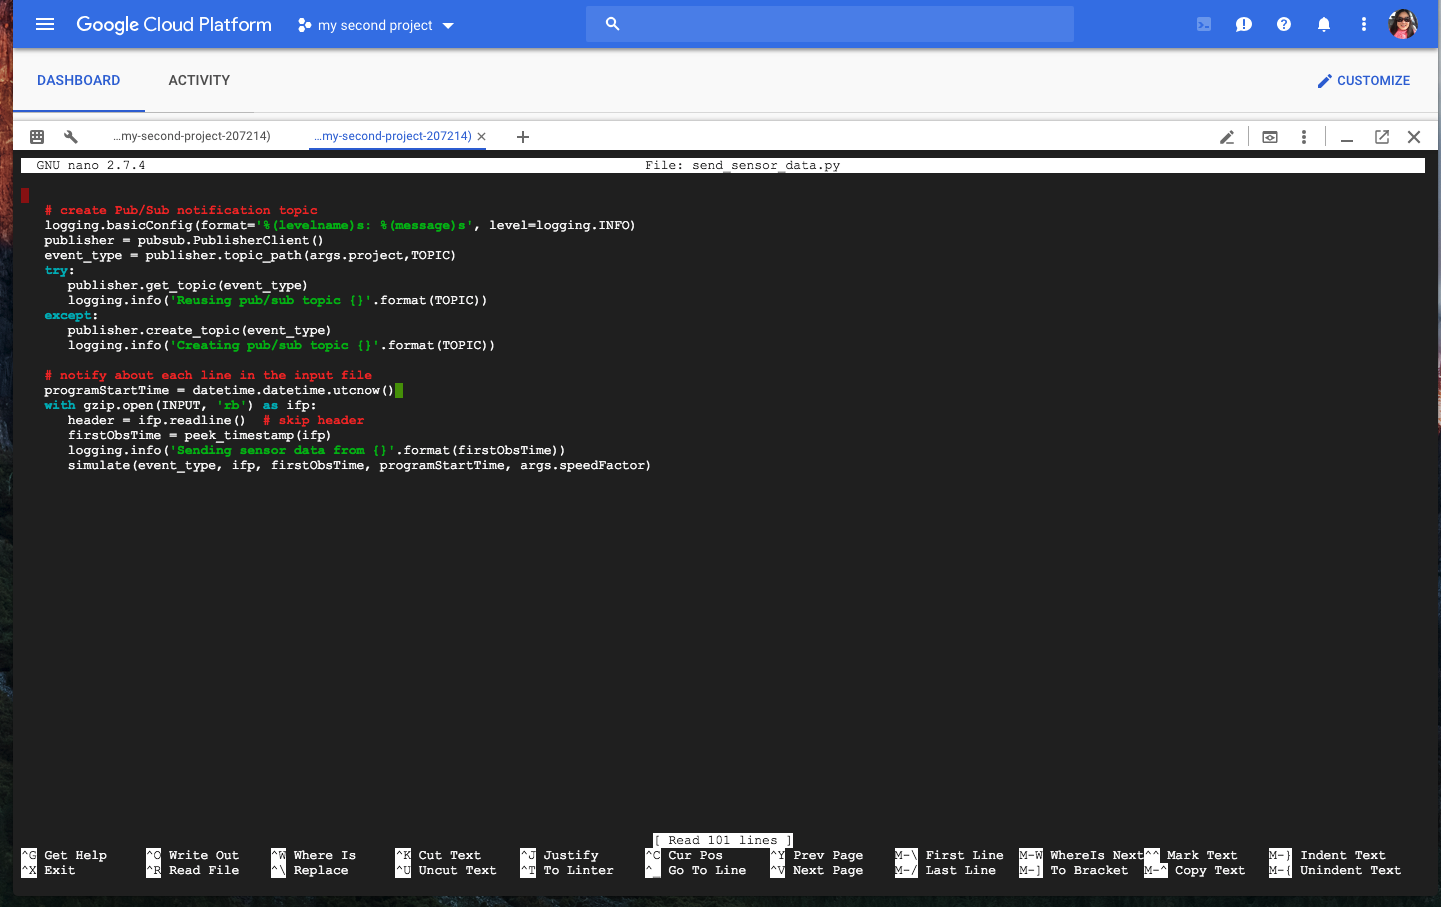 Google Cloud Platform my second project
DASHBOARD ACTIVITY CUSTOMIZE
...my-second-project-207214) ...my-second-project-207214)
GNU nano 2.7.4 File: send_sensor_data.py
# create Pub/Sub notification topic
logging.basicConfig(format='%(levelname)s: %(message)s', level=logging.INFO)
publisher = pubsub.PublisherClient()
event_type = publisher.topic_path(args.project,TOPIC)
try:
publisher.get_topic(event_type)
logging.info('Reusing pub/sub topic {}'.format(TOPIC))
except:
publisher.create_topic(event_type)
logging.info('Creating pub/sub topic {}'.format(TOPIC))
# notify about each line in the input file
programStartTime = datetime.datetime.utcnow()
with gzip.open(INPUT, 'rb') as ifp:
header = ifp.readline()  # skip header
firstObsTime = peek_timestamp(ifp)
logging.info('Sending sensor data from {}'.format(firstObsTime))
simulate(event_type, ifp, firstObsTime, programStartTime, args.speedFactor)
[ Read 101 lines ]
^G Get Help ^O Write Out ^W Where Is ^K Cut Text ^J Justify ^C Cur Pos ^Y Prev Page M-\ First Line M-W WhereIs Next ^^ Mark Text M-} Indent Text
^X Exit ^R Read File ^\ Replace ^U Uncut Text ^T To Linter ^_ Go To Line ^V Next Page M-/ Last Line M-] To Bracket M-^ Copy Text M-{ Unindent Text